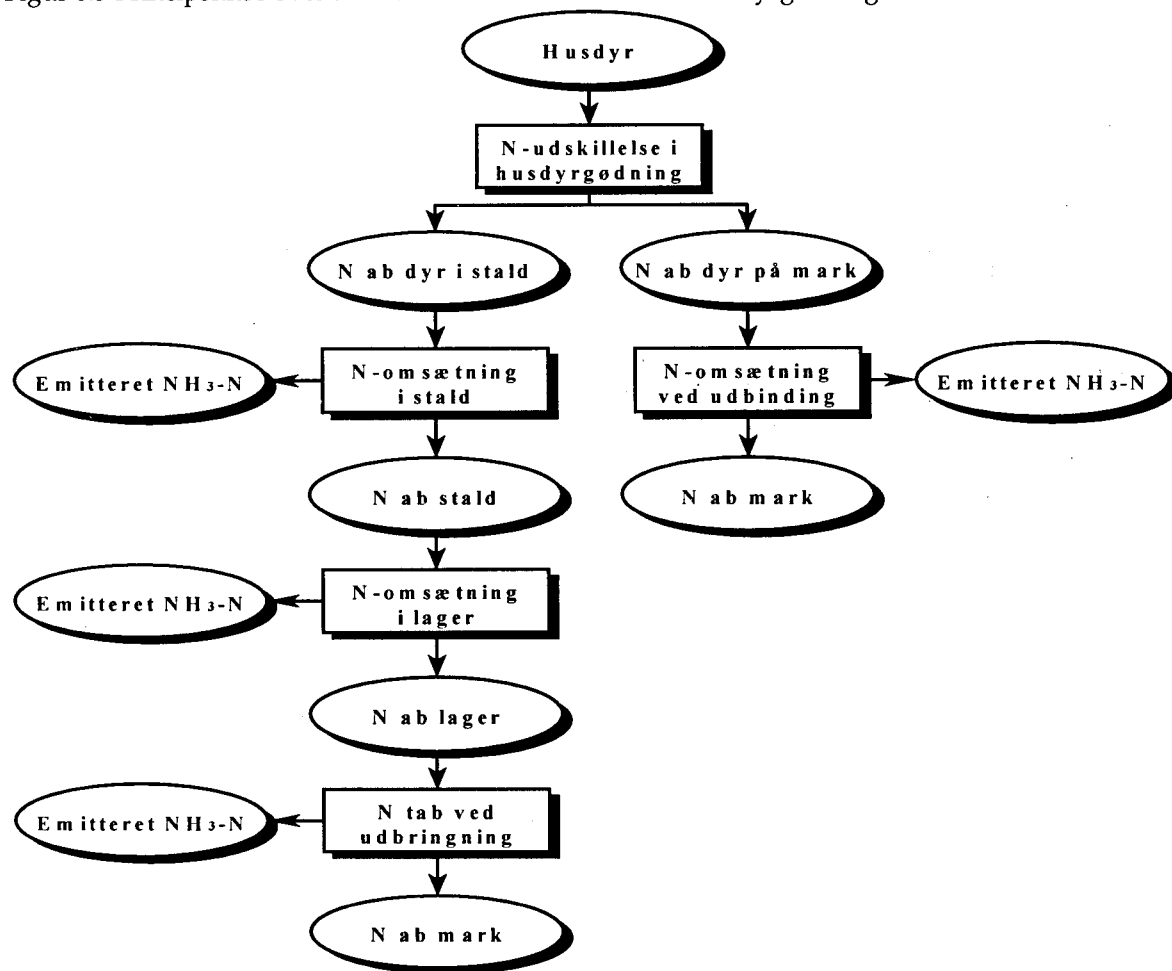 Husdyr
N-udskillelse i
husdyrgødning
N ab dyr i stald
N ab dyr på mark
Emitteret NH3-N
N-omsætning
i stald
N-omsætning
ved udbinding
Emitteret NH3-N
N ab stald
N ab mark
Emitteret NH3-N
N-omsætning
i lager
N ab lager
Emitteret NH3-N
N tab ved
udbringning
N ab mark